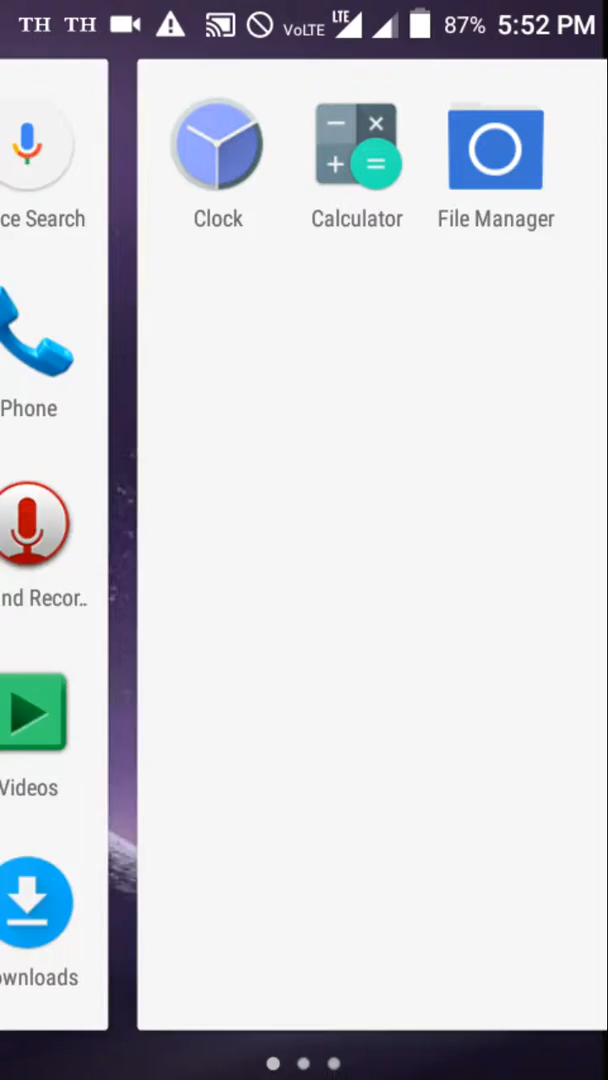 TH TH VoLTE LTE 87% 5:52 PM
ce Search
Clock
Calculator
File Manager
Phone
nd Recor..
Videos
ownloads